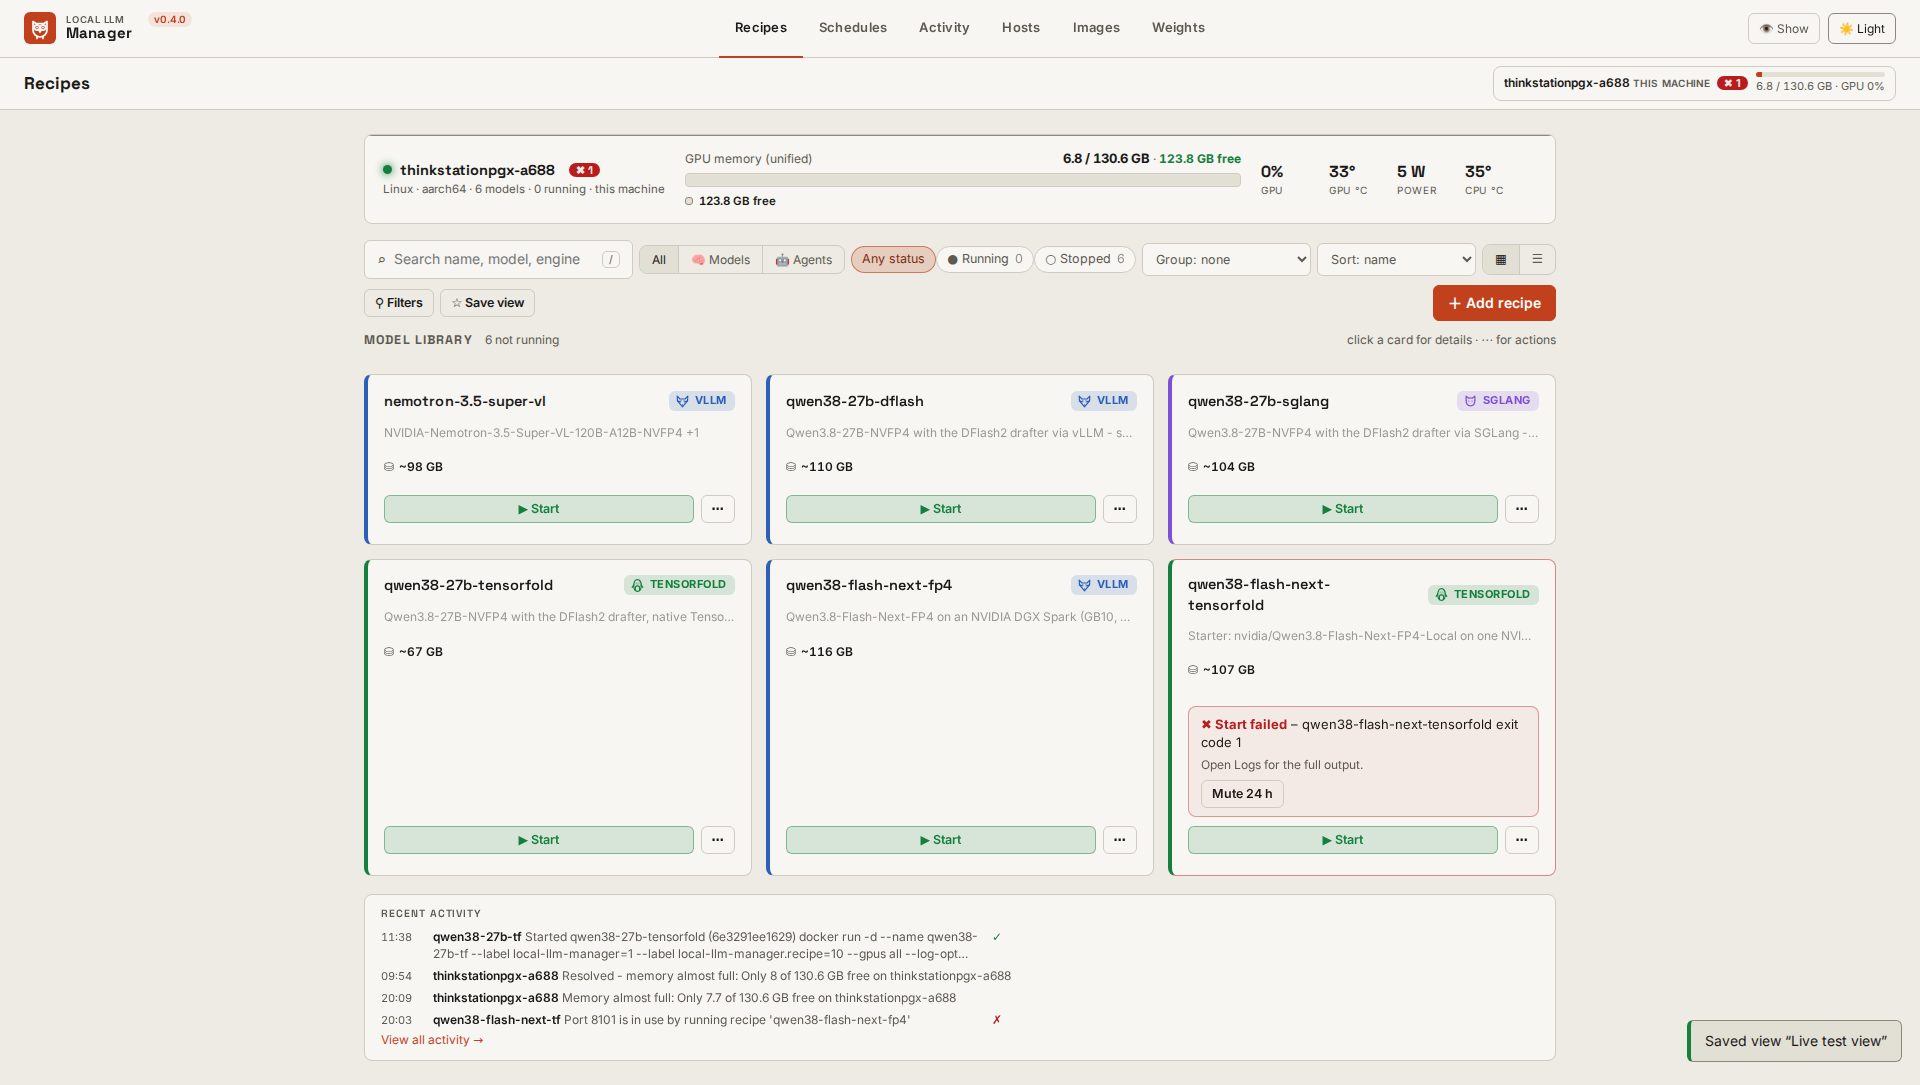 LOCAL LLM
Manager
v0.4.0
Recipes
Schedules
Activity
Hosts
Images
Weights
Show
Light
Recipes
thinkstationpgx-a688 THIS MACHINE ✖ 1
6.8 / 130.6 GB · GPU 0%
thinkstationpgx-a688 ✖ 1
Linux · aarch64 · 6 models · 0 running · this machine
GPU memory (unified)
6.8 / 130.6 GB · 123.8 GB free
123.8 GB free
0%
GPU
33°
GPU °C
5 W
POWER
35°
CPU °C
Search name, model, engine /
All
Models
Agents
Any status
Running 0
Stopped 6
Group: none
Sort: name
Filters
☆ Save view
+ Add recipe
MODEL LIBRARY 6 not running
click a card for details · ··· for actions
nemotron-3.5-super-vl VLLM
NVIDIA-Nemotron-3.5-Super-VL-120B-A12B-NVFP4 +1
~98 GB
▶ Start ···
qwen38-27b-dflash VLLM
Qwen3.8-27B-NVFP4 with the DFlash2 drafter via vLLM - s...
~110 GB
▶ Start ···
qwen38-27b-sglang SGLANG
Qwen3.8-27B-NVFP4 with the DFlash2 drafter via SGLang -...
~104 GB
▶ Start ···
qwen38-27b-tensorfold TENSORFOLD
Qwen3.8-27B-NVFP4 with the DFlash2 drafter, native Tenso...
~67 GB
▶ Start ···
qwen38-flash-next-fp4 VLLM
Qwen3.8-Flash-Next-FP4 on an NVIDIA DGX Spark (GB10, ...
~116 GB
▶ Start ···
qwen38-flash-next-
tensorfold
TENSORFOLD
Starter: nvidia/Qwen3.8-Flash-Next-FP4-Local on one NVI...
~107 GB
✖ Start failed – qwen38-flash-next-tensorfold exit
code 1
Open Logs for the full output.
Mute 24 h
▶ Start ···
RECENT ACTIVITY
11:38 qwen38-27b-tf Started qwen38-27b-tensorfold (6e3291ee1629) docker run -d --name qwen38- ✓
27b-tf --label local-llm-manager=1 --label local-llm-manager.recipe=10 --gpus all --log-opt...
09:54 thinkstationpgx-a688 Resolved - memory almost full: Only 8 of 130.6 GB free on thinkstationpgx-a688
20:09 thinkstationpgx-a688 Memory almost full: Only 7.7 of 130.6 GB free on thinkstationpgx-a688
20:03 qwen38-flash-next-tf Port 8101 is in use by running recipe 'qwen38-flash-next-fp4' ✗
View all activity →
Saved view “Live test view”